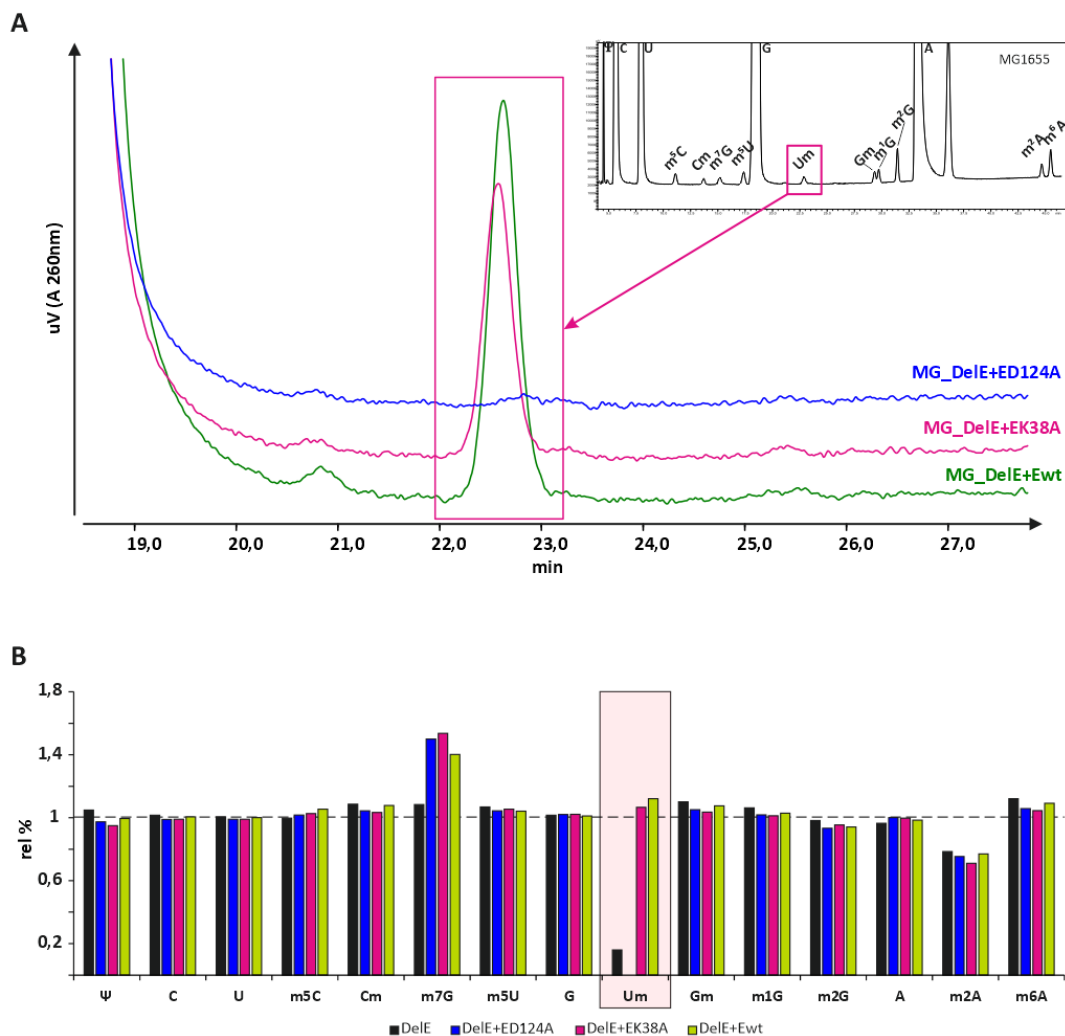 A
uV (A 260nm)
MG1655
Ψ C U G A
m⁵C Cm m⁷G m⁵U Um Gm m¹G m²G m²A m⁶A
MG_DelE+ED124A
MG_DelE+EK38A
MG_DelE+Ewt
19,0 20,0 21,0 22,0 23,0 24,0 25,0 26,0 27,0
min
B
rel %
1,8
1,4
1
0,6
0,2
Ψ C U m5C Cm m7G m5U G Um Gm m1G m2G A m2A m6A
DelE DelE+ED124A DelE+EK38A DelE+Ewt